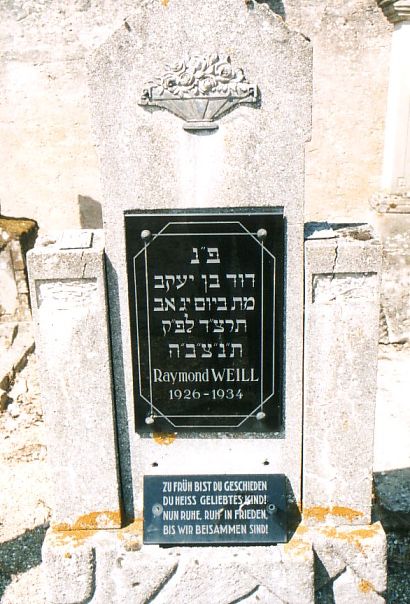 פ״נ
דוד בן יעקב
מת ביום יג אב
תרצ״ד לפ״ק
ת״נ״צ״ב״ה
Raymond WEILL
1926-1934
ZU FRÜH BIST DU GESCHIEDEN
DU HEISS GELIEBTES KIND!
NUN RUHE, RUH' IN FRIEDEN,
BIS WIR BEISAMMEN SIND!